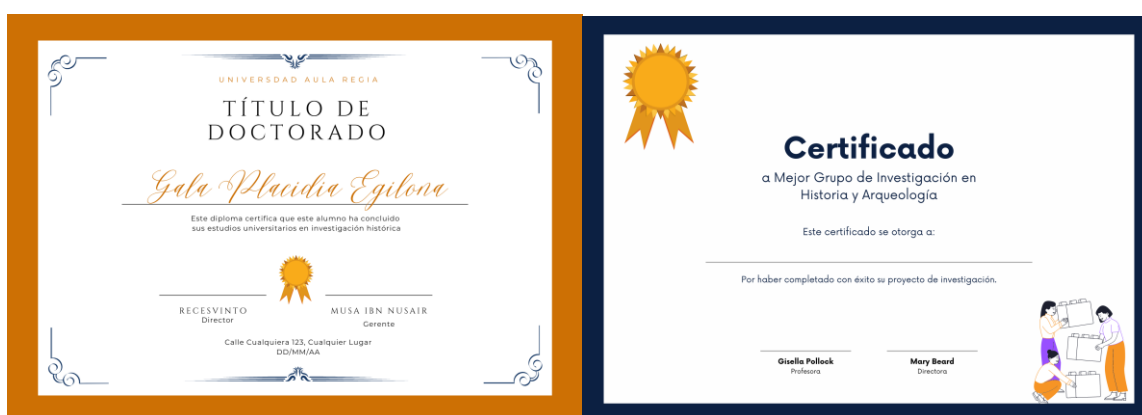 UNIVERSDAD AULA REGIA
TÍTULO DE
DOCTORADO
Gala Placidia Egilona
Este diploma certifica que este alumno ha concluido
sus estudios universitarios en investigación histórica
RECESVINTO
Director
MUSA IBN NUSAIR
Gerente
Calle Cualquiera 123, Cualquier Lugar
DD/MM/AA
Certificado
a Mejor Grupo de Investigación en
Historia y Arqueología
Este certificado se otorga a:
Por haber completado con éxito su proyecto de investigación.
Gisella Pollock
Profesora
Mary Beard
Directora